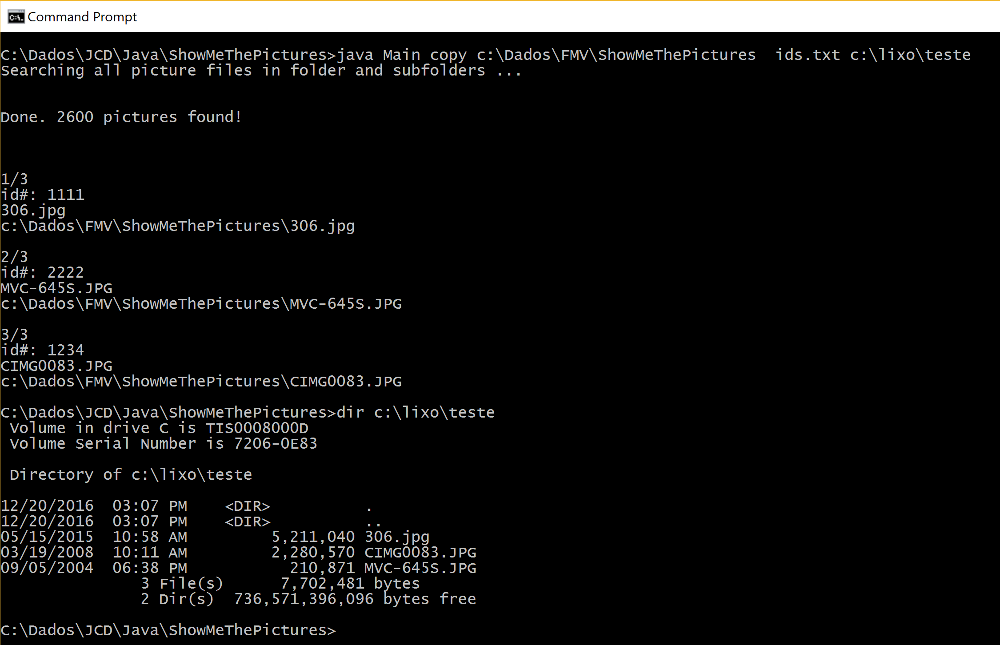 Command Prompt
C:\Dados\JCD\Java\ShowMeThePictures>java Main copy c:\Dados\FMV\ShowMeThePictures  ids.txt c:\lixo\teste
Searching all picture files in folder and subfolders ...
Done. 2600 pictures found!
1/3
id#: 1111
306.jpg
c:\Dados\FMV\ShowMeThePictures\306.jpg
2/3
id#: 2222
MVC-645S.JPG
c:\Dados\FMV\ShowMeThePictures\MVC-645S.JPG
3/3
id#: 1234
CIMG0083.JPG
c:\Dados\FMV\ShowMeThePictures\CIMG0083.JPG
C:\Dados\JCD\Java\ShowMeThePictures>dir c:\lixo\teste
 Volume in drive C is TIS0008000D
 Volume Serial Number is 7206-0E83
 Directory of c:\lixo\teste
12/20/2016  03:07 PM    <DIR>          .
12/20/2016  03:07 PM    <DIR>          ..
05/15/2015  10:58 AM         5,211,040 306.jpg
03/19/2008  10:11 AM         2,280,570 CIMG0083.JPG
09/05/2004  06:38 PM           210,871 MVC-645S.JPG
               3 File(s)      7,702,481 bytes
               2 Dir(s)  736,571,396,096 bytes free
C:\Dados\JCD\Java\ShowMeThePictures>